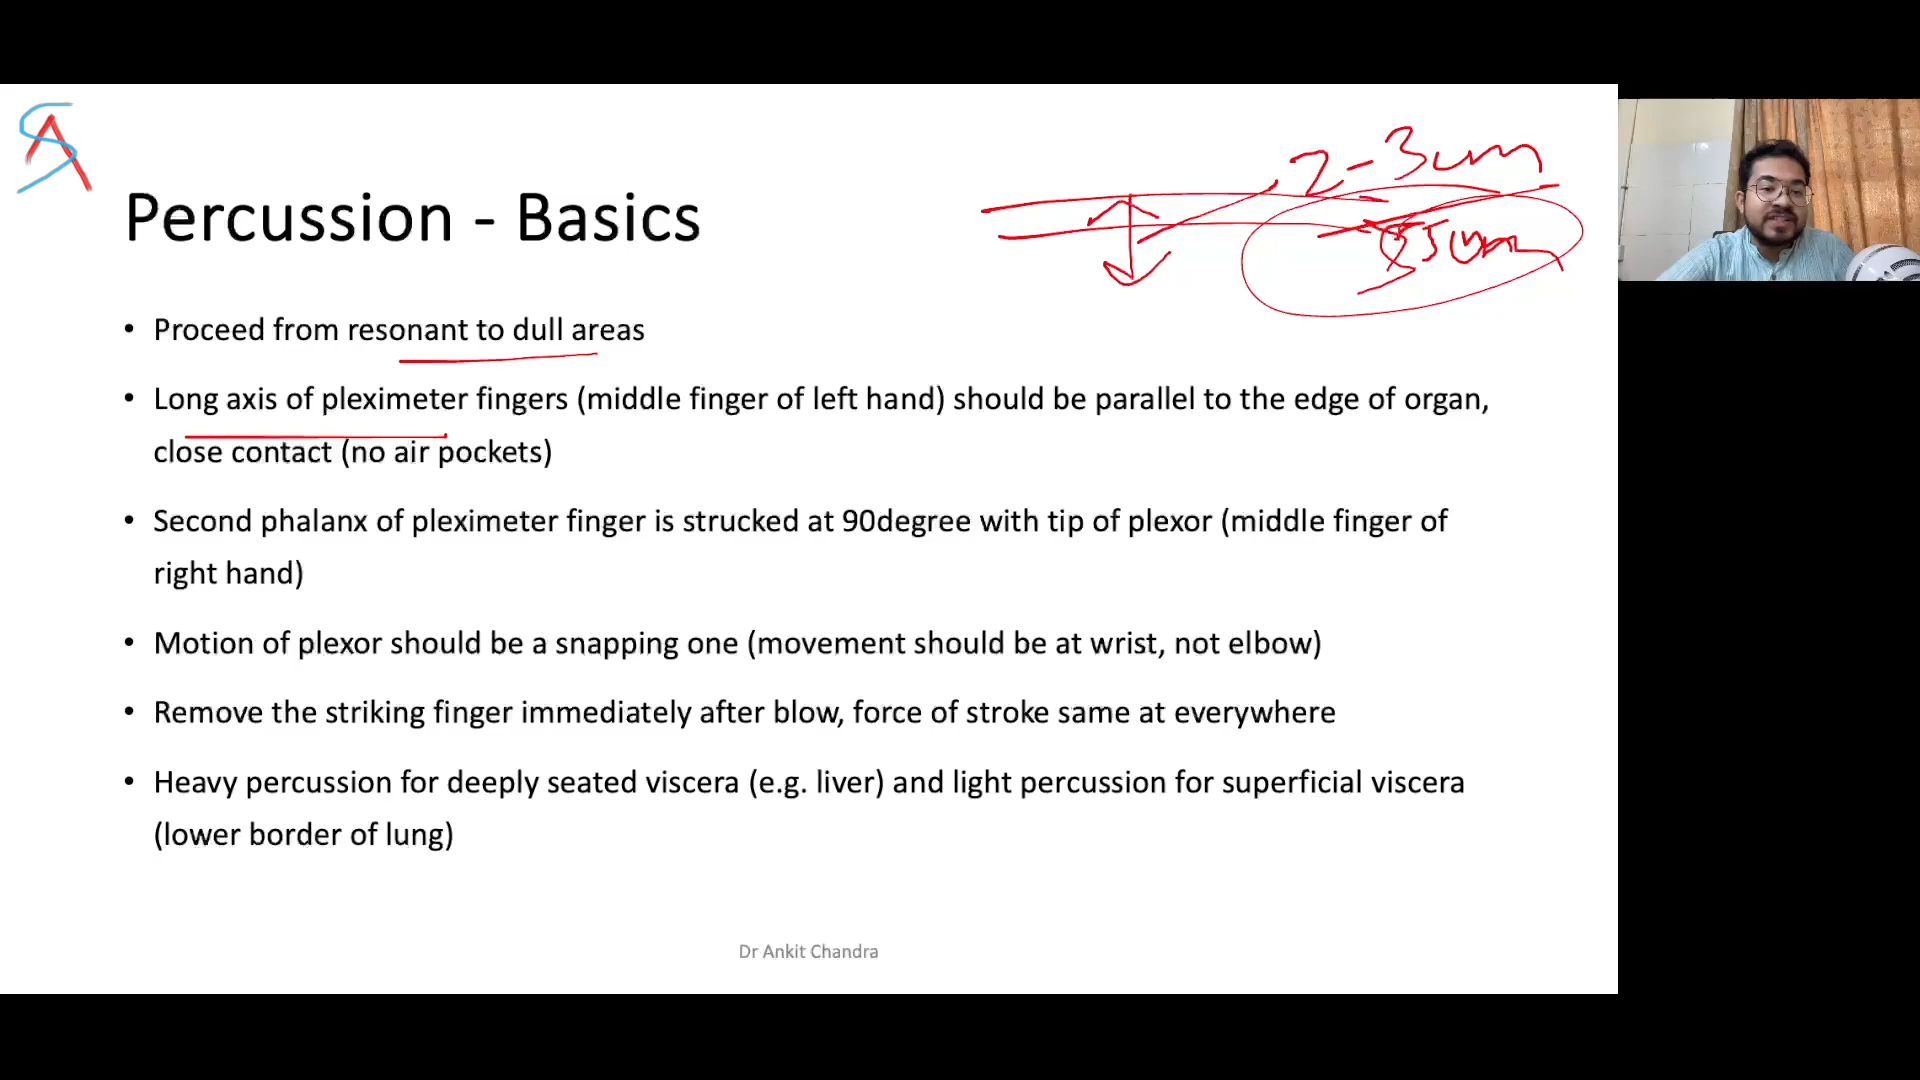 2-3cm
Percussion - Basics
• Proceed from resonant to dull areas
• Long axis of pleximeter fingers (middle finger of left hand) should be parallel to the edge of organ,
close contact (no air pockets)
• Second phalanx of pleximeter finger is strucked at 90degree with tip of plexor (middle finger of
right hand)
• Motion of plexor should be a snapping one (movement should be at wrist, not elbow)
• Remove the striking finger immediately after blow, force of stroke same at everywhere
• Heavy percussion for deeply seated viscera (e.g. liver) and light percussion for superficial viscera
(lower border of lung)
Dr Ankit Chandra